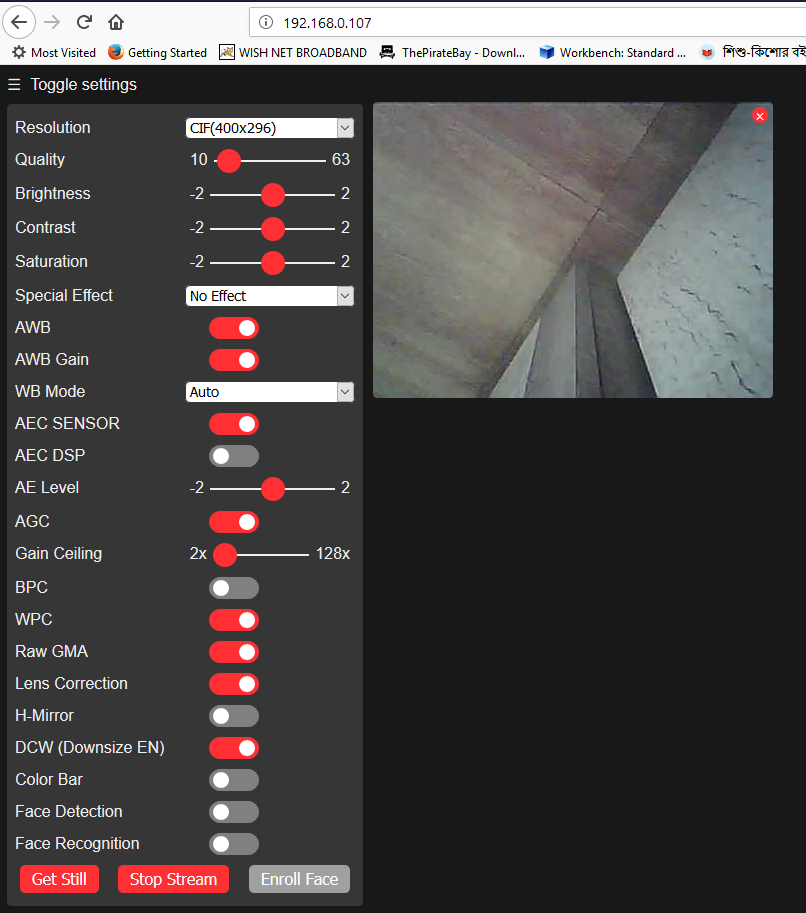 192.168.0.107
Most Visited Getting Started WISH NET BROADBAND ThePirateBay - Downl... Workbench: Standard ... শিশু-কিশোর বই
☰ Toggle settings
Resolution CIF(400x296)
Quality 10 63
Brightness -2 2
Contrast -2 2
Saturation -2 2
Special Effect No Effect
AWB
AWB Gain
WB Mode Auto
AEC SENSOR
AEC DSP
AE Level -2 2
AGC
Gain Ceiling 2x 128x
BPC
WPC
Raw GMA
Lens Correction
H-Mirror
DCW (Downsize EN)
Color Bar
Face Detection
Face Recognition
Get Still Stop Stream Enroll Face